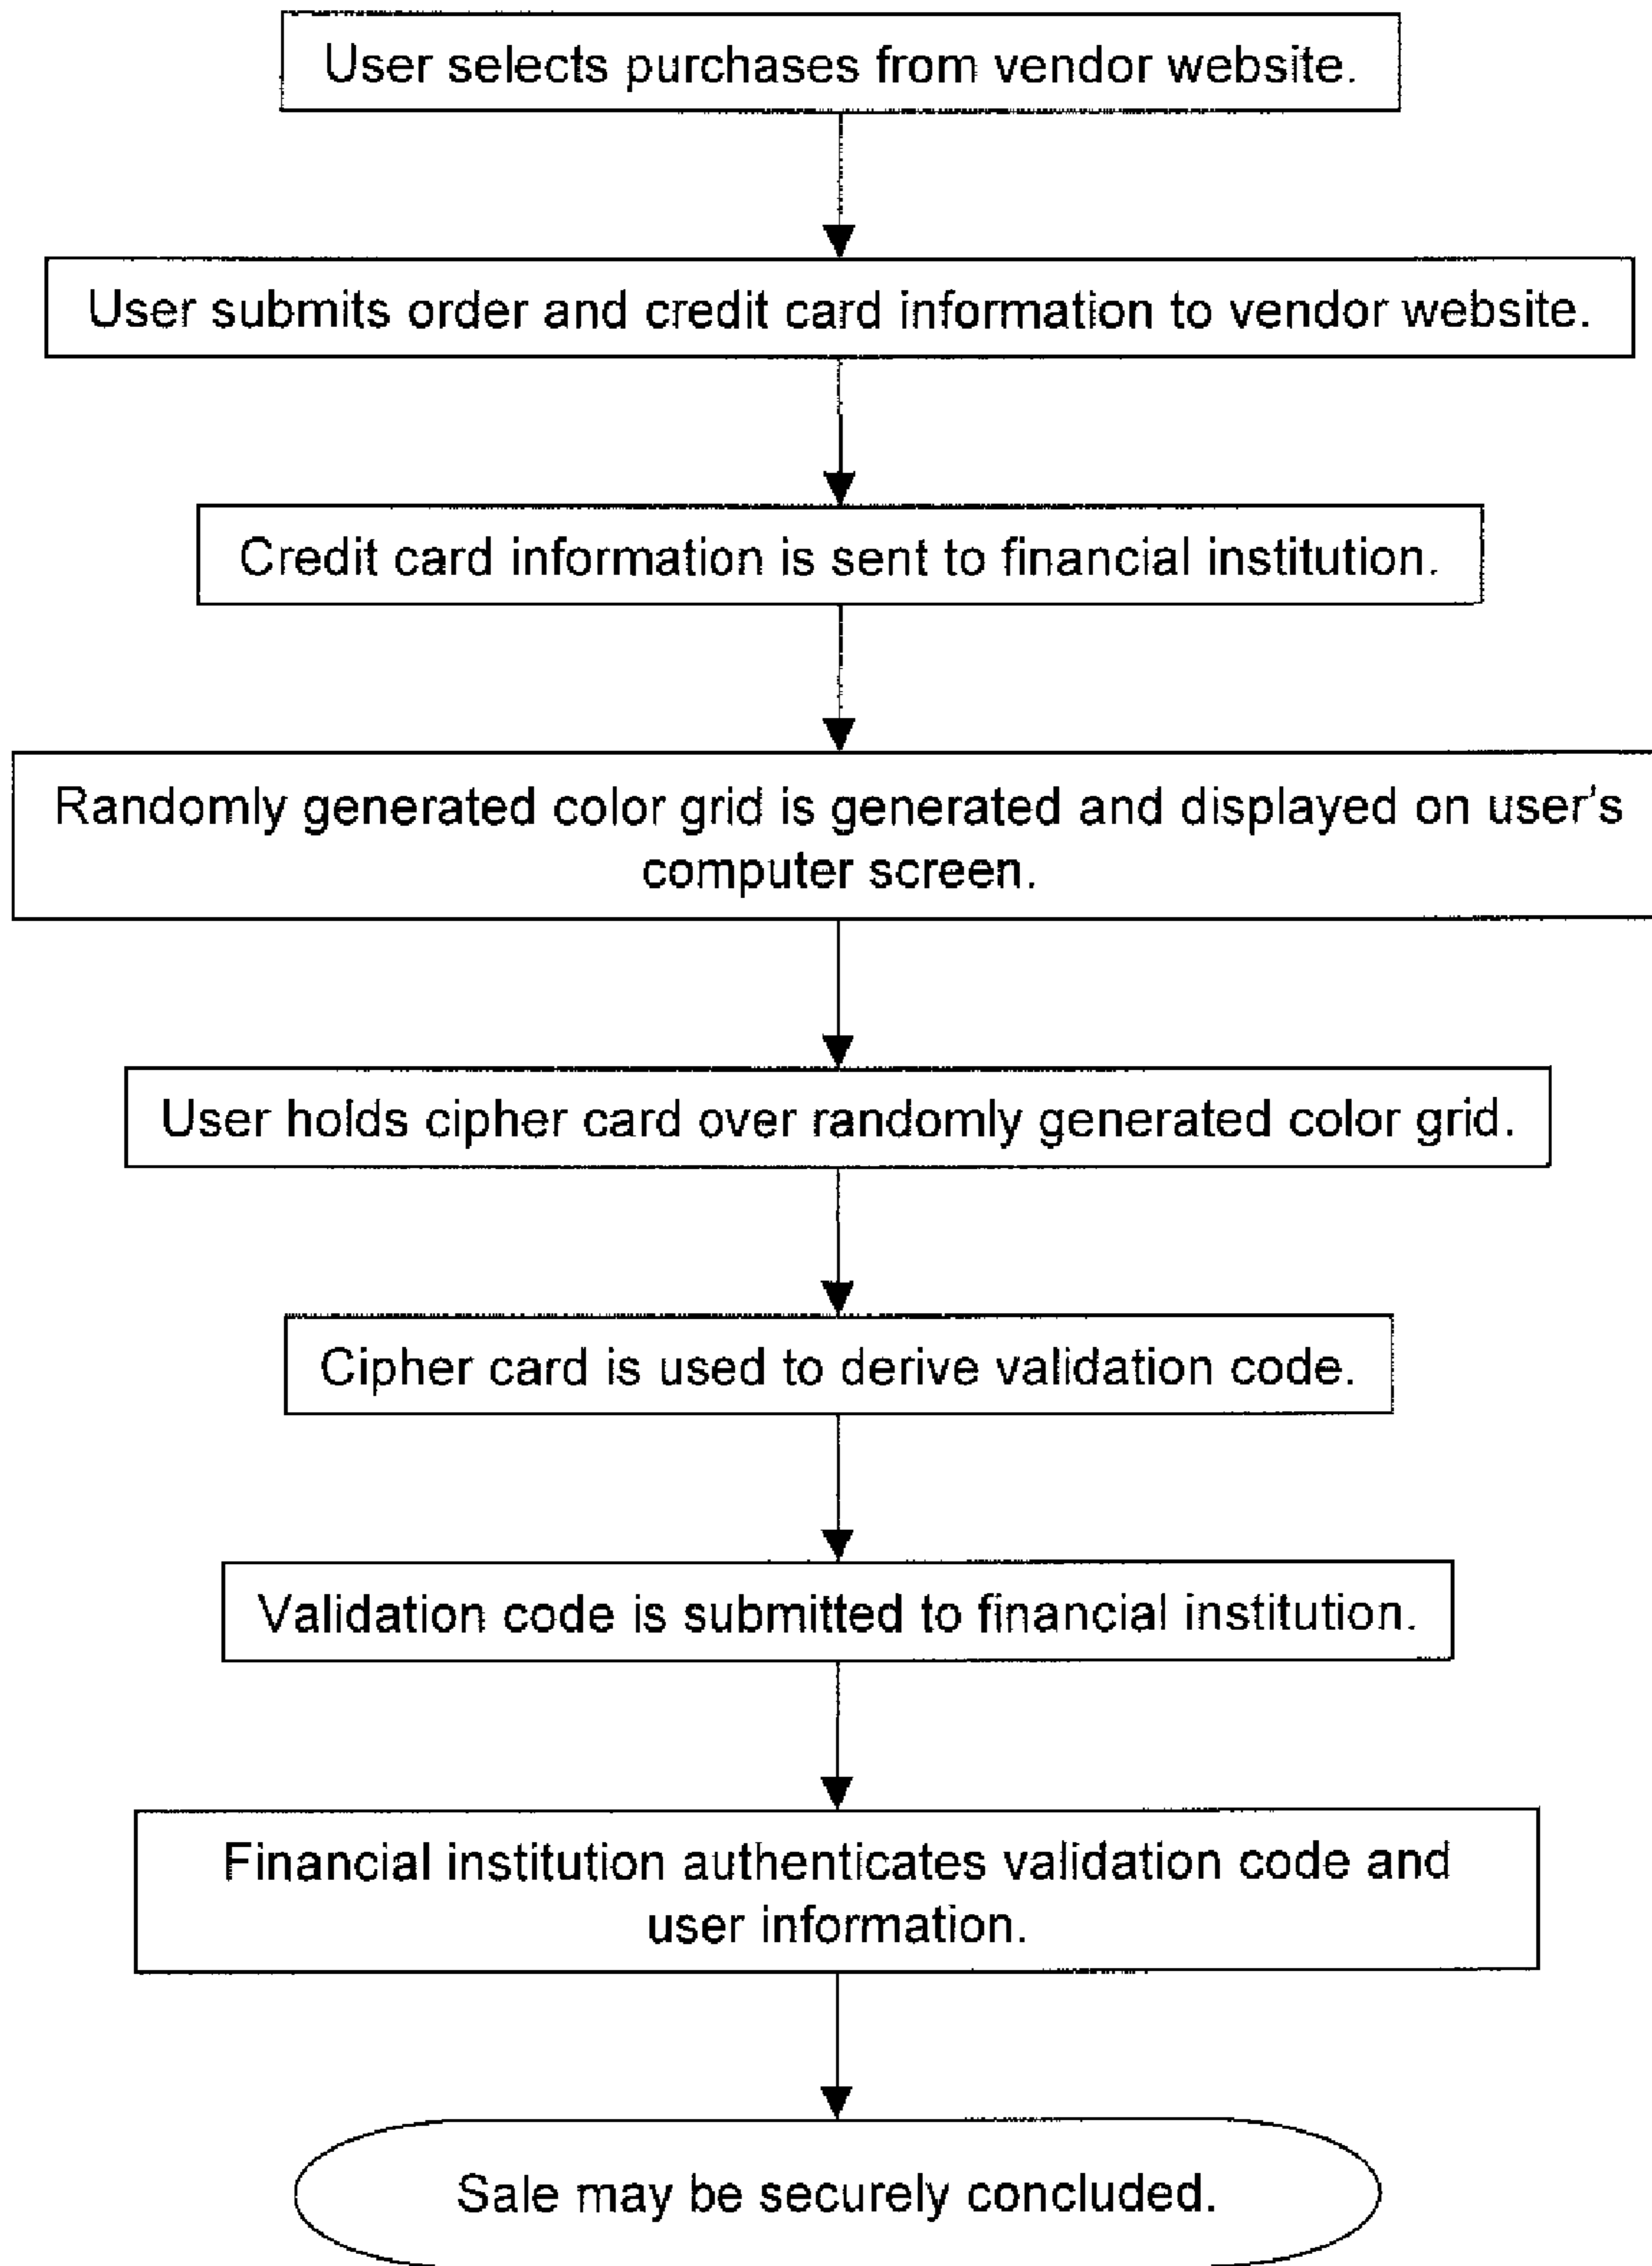 User selects purchases from vendor website.
User submits order and credit card information to vendor website.
Credit card information is sent to financial institution.
Randomly generated color grid is generated and displayed on user's
computer screen.
User holds cipher card over randomly generated color grid.
Cipher card is used to derive validation code.
Validation code is submitted to financial institution.
Financial institution authenticates validation code and
user information.
Sale may be securely concluded.